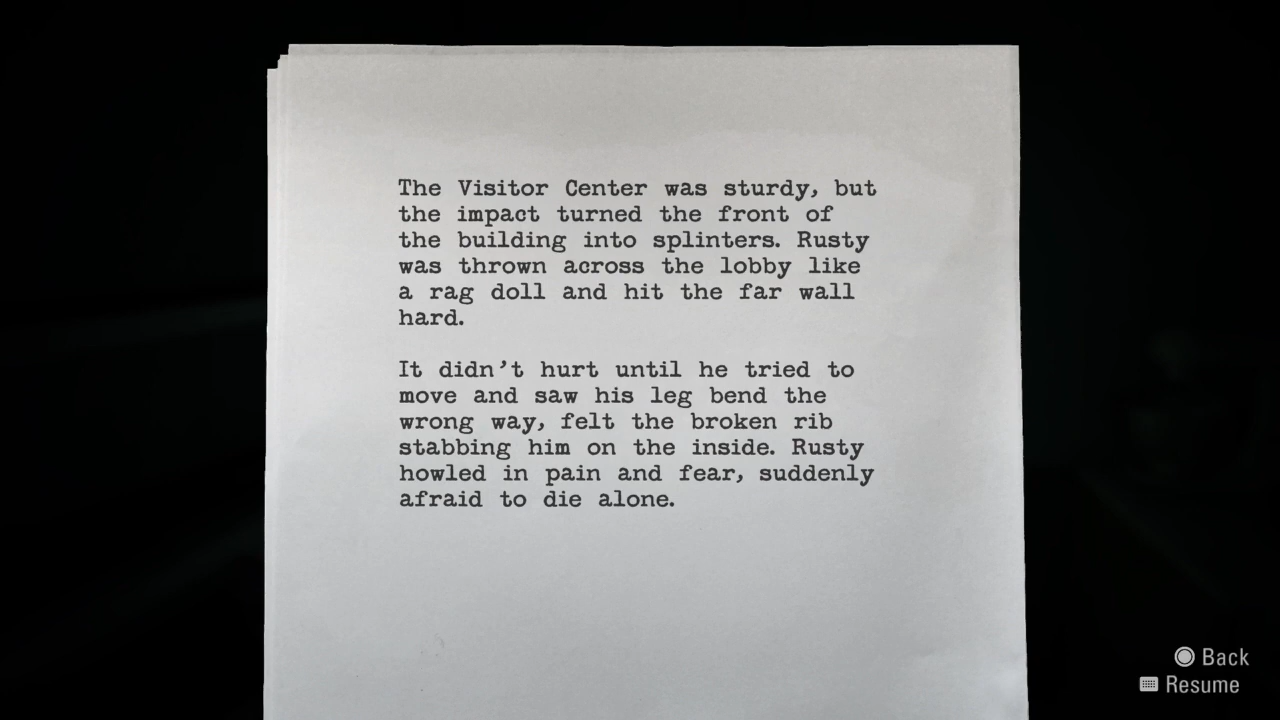 The Visitor Center was sturdy, but
the impact turned the front of
the building into splinters. Rusty
was thrown across the lobby like
a rag doll and hit the far wall
hard.
It didn't hurt until he tried to
move and saw his leg bend the
wrong way, felt the broken rib
stabbing him on the inside. Rusty
howled in pain and fear, suddenly
afraid to die alone.
Back
Resume